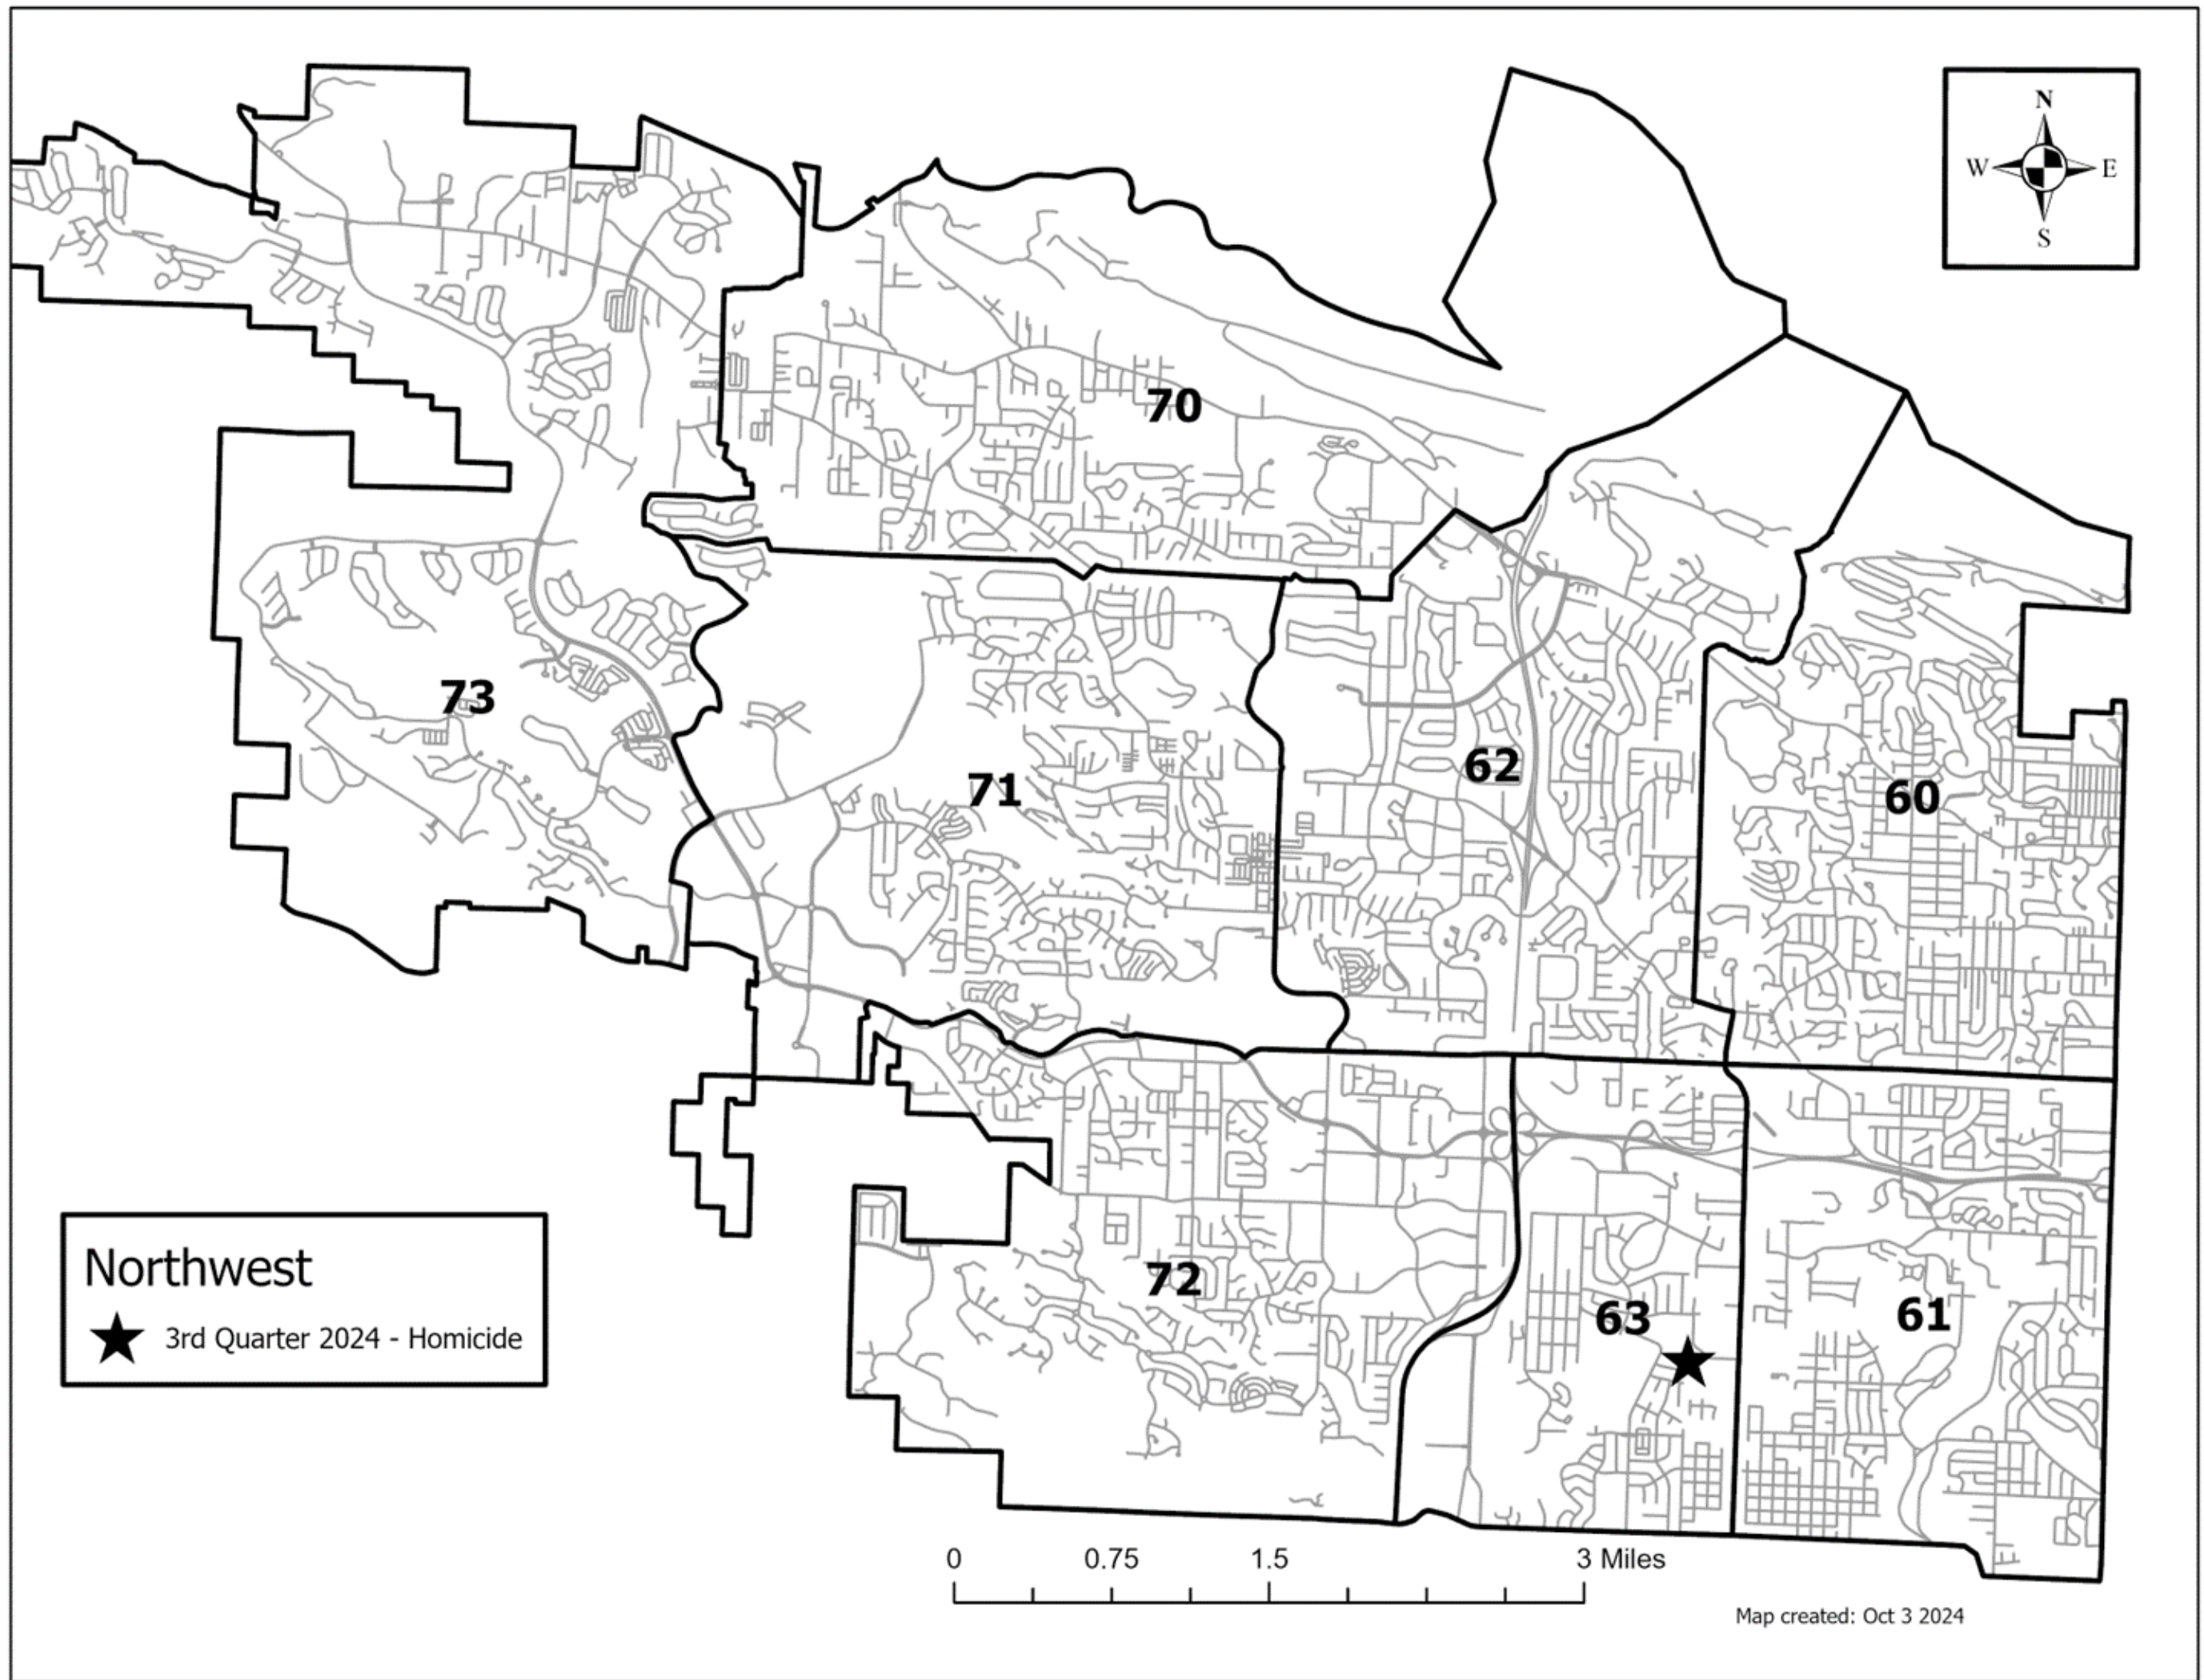 N
W E
S
70
73
62
71
60
72
63
61
Northwest
3rd Quarter 2024 - Homicide
0 0.75 1.5 3 Miles
Map created: Oct 3 2024